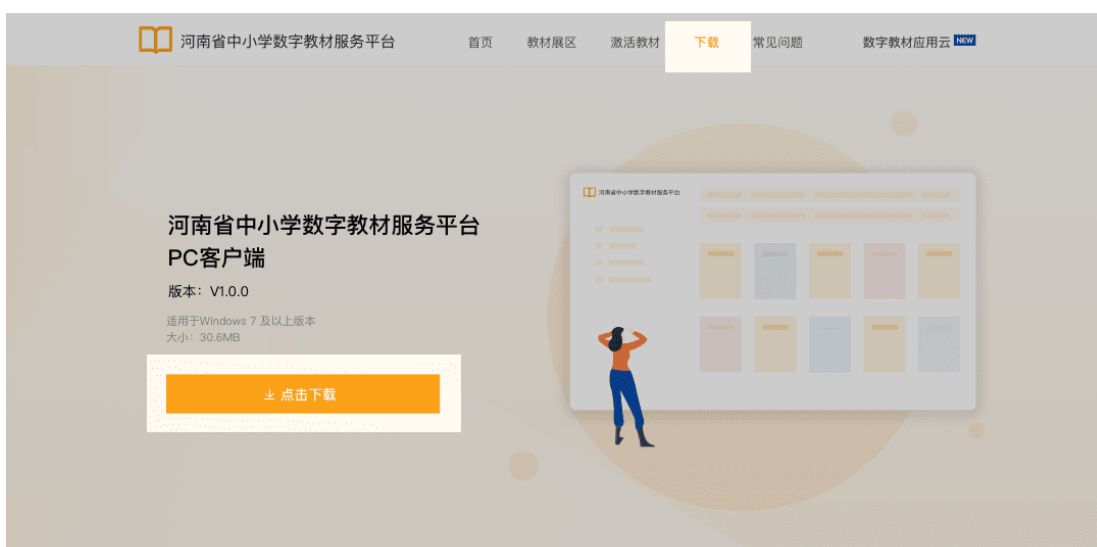 河南省中小学数字教材服务平台 首页 教材展区 激活教材 下载 常见问题 数字教材应用云 NEW
河南省中小学数字教材服务平台
河南省中小学数字教材服务平台
PC客户端
版本：V1.0.0
适用于Windows 7 及以上版本
大小：30.6MB
点击下载